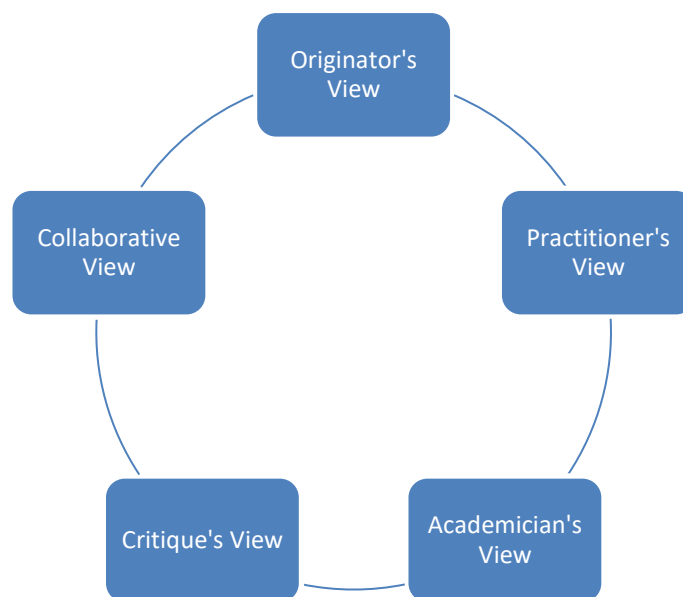 Originator's
View
Practitioner's
View
Academician's
View
Critique's View
Collaborative
View